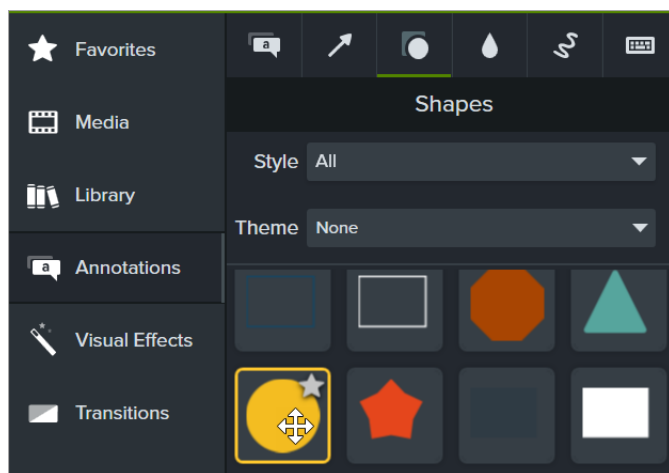 Favorites
Media
Library
Annotations
Visual Effects
Transitions
a
Shapes
Style All
Theme None
a